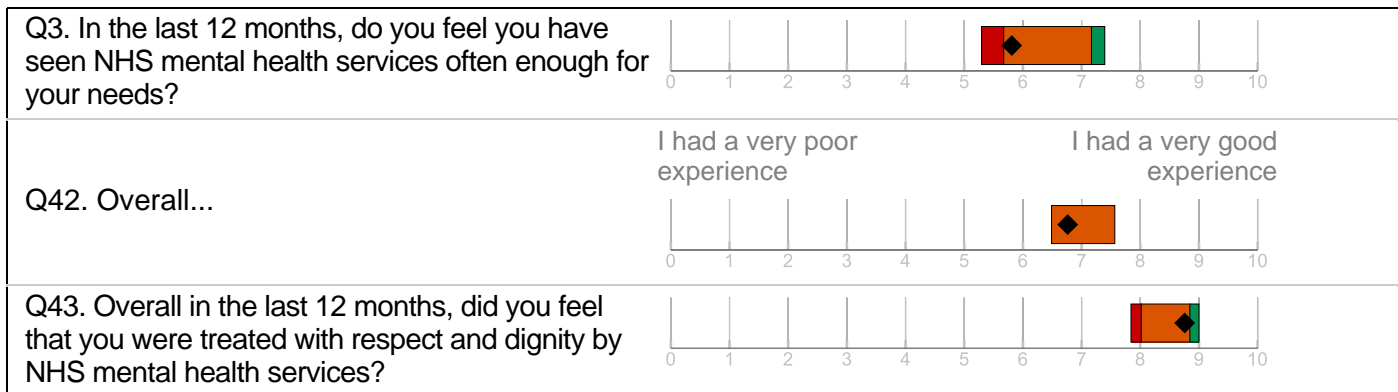 Q3. In the last 12 months, do you feel you have
seen NHS mental health services often enough for
your needs?
0 1 2 3 4 5 6 7 8 9 10
I had a very poor
experience
I had a very good
experience
Q42. Overall...
0 1 2 3 4 5 6 7 8 9 10
Q43. Overall in the last 12 months, did you feel
that you were treated with respect and dignity by
NHS mental health services?
0 1 2 3 4 5 6 7 8 9 10